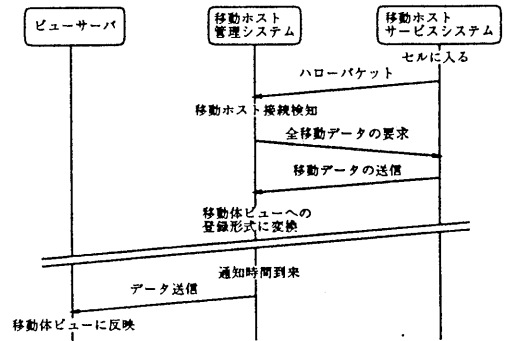 ビューサーバ
移動ホスト
管理システム
移動ホスト
サービスシステム
セルに入る
ハローパケット
移動ホスト接続検知
全移動データの要求
移動データの送信
移動体ビューへの
登録形式に変換
通知時間到来
データ送信
移動体ビューに反映